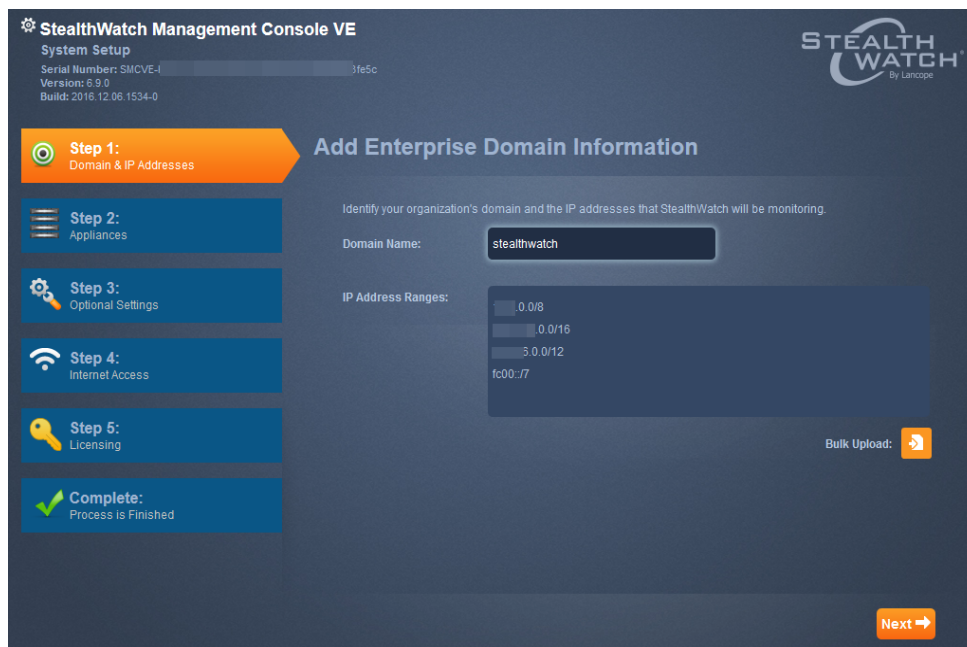 StealthWatch Management Console VE
System Setup
Serial Number: SMCVE- 3fe5c
Version: 6.9.0
Build: 2016.12.06.1534-0
STEALTH
WATCH
By Lancope
Step 1:
Domain & IP Addresses
Step 2:
Appliances
Step 3:
Optional Settings
Step 4:
Internet Access
Step 5:
Licensing
Complete:
Process is Finished
Add Enterprise Domain Information
Identify your organization's domain and the IP addresses that StealthWatch will be monitoring.
Domain Name: stealthwatch
IP Address Ranges:
.0.0/8
.0.0/16
6.0.0/12
fc00::/7
Bulk Upload:
Next